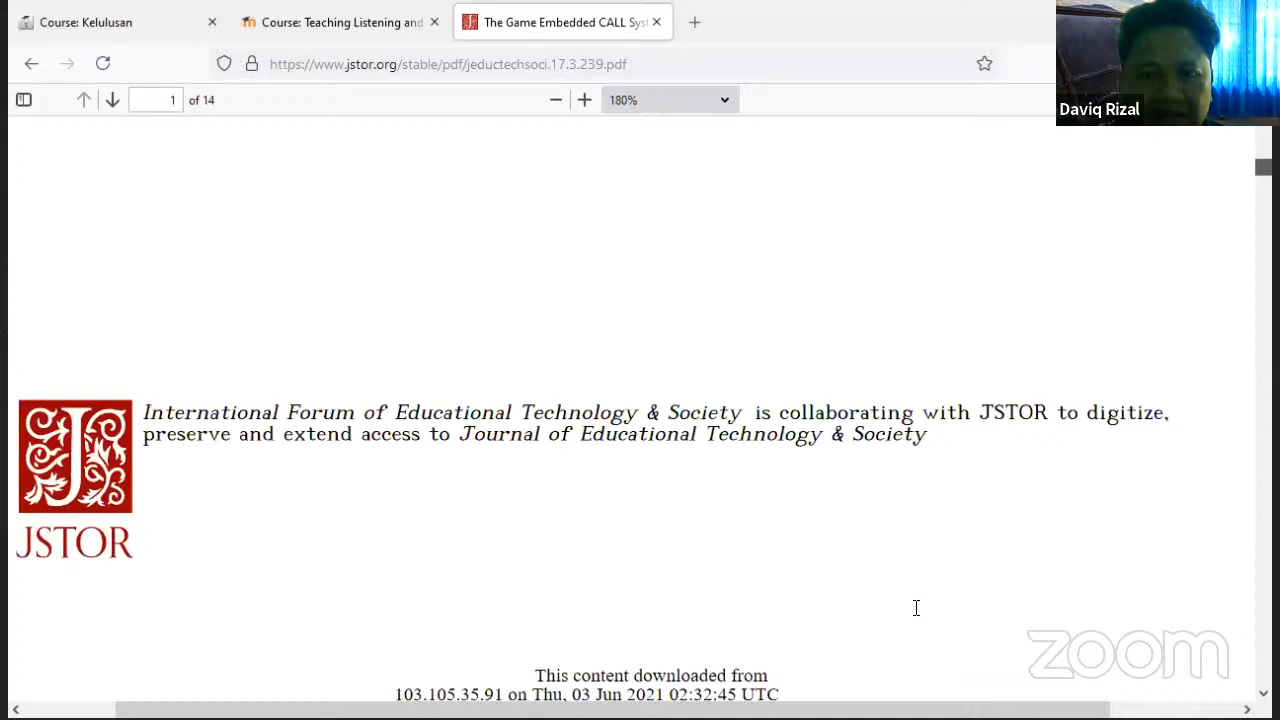 Course: Kelulusan
Course: Teaching Listening and
The Game Embedded CALL Syst
https://www.jstor.org/stable/pdf/jeductechsoci.17.3.239.pdf
1 of 14
180%
Daviq Rizal
International Forum of Educational Technology & Society is collaborating with JSTOR to digitize,
preserve and extend access to Journal of Educational Technology & Society
JSTOR
This content downloaded from
103.105.35.91 on Thu, 03 Jun 2021 02:32:45 UTC
zoom